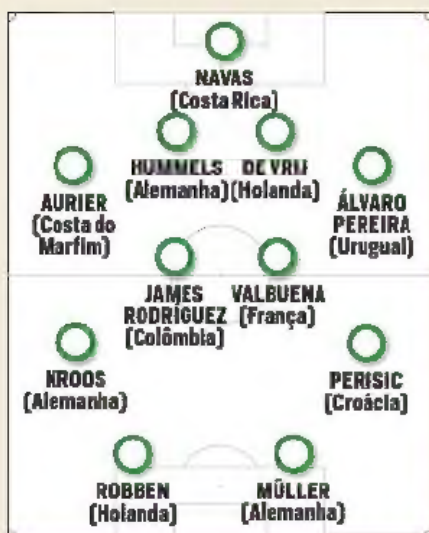 NAVAS
(Costa Rica)
HUMMELS DE VRIJ
(Alemanha) (Holanda)
AURIER
(Costa do
Marfim)
ÁLVARO
PEREIRA
(Uruguai)
JAMES
RODRÍGUEZ
(Colômbia)
VALBUENA
(França)
KROOS
(Alemanha)
PERISIC
(Croácia)
ROBBEN
(Holanda)
MÜLLER
(Alemanha)